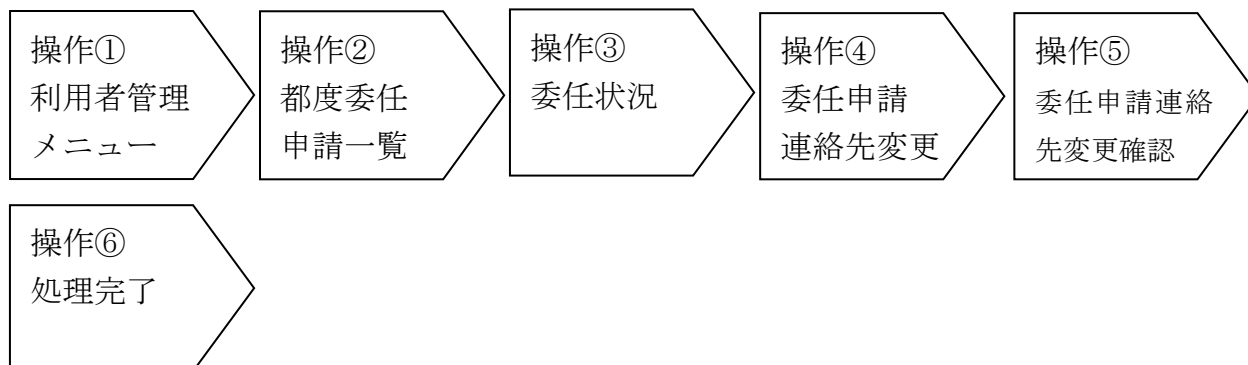 操作①
利用者管理
メニュー
操作②
都度委任
申請一覧
操作③
委任状況
操作④
委任申請
連絡先変更
操作⑤
委任申請連絡
先変更確認
操作⑥
処理完了